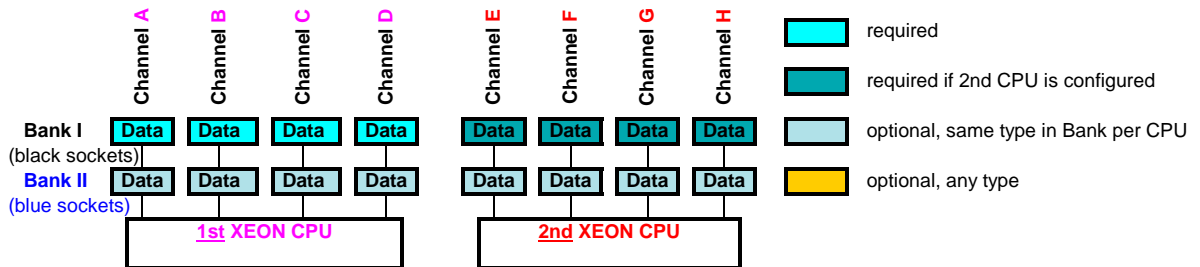 Channel A
Channel B
Channel C
Channel D
Channel E
Channel F
Channel G
Channel H
required
required if 2nd CPU is configured
Bank I Data Data Data Data Data Data Data Data optional, same type in Bank per CPU
(black sockets)
Bank II Data Data Data Data Data Data Data Data optional, any type
(blue sockets)
1st XEON CPU 2nd XEON CPU